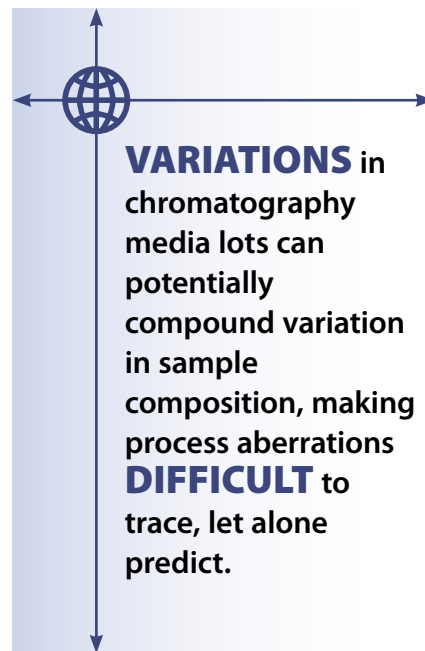 VARIATIONS in
chromatography
media lots can
potentially
compound variation
in sample
composition, making
process aberrations
DIFFICULT to
trace, let alone
predict.